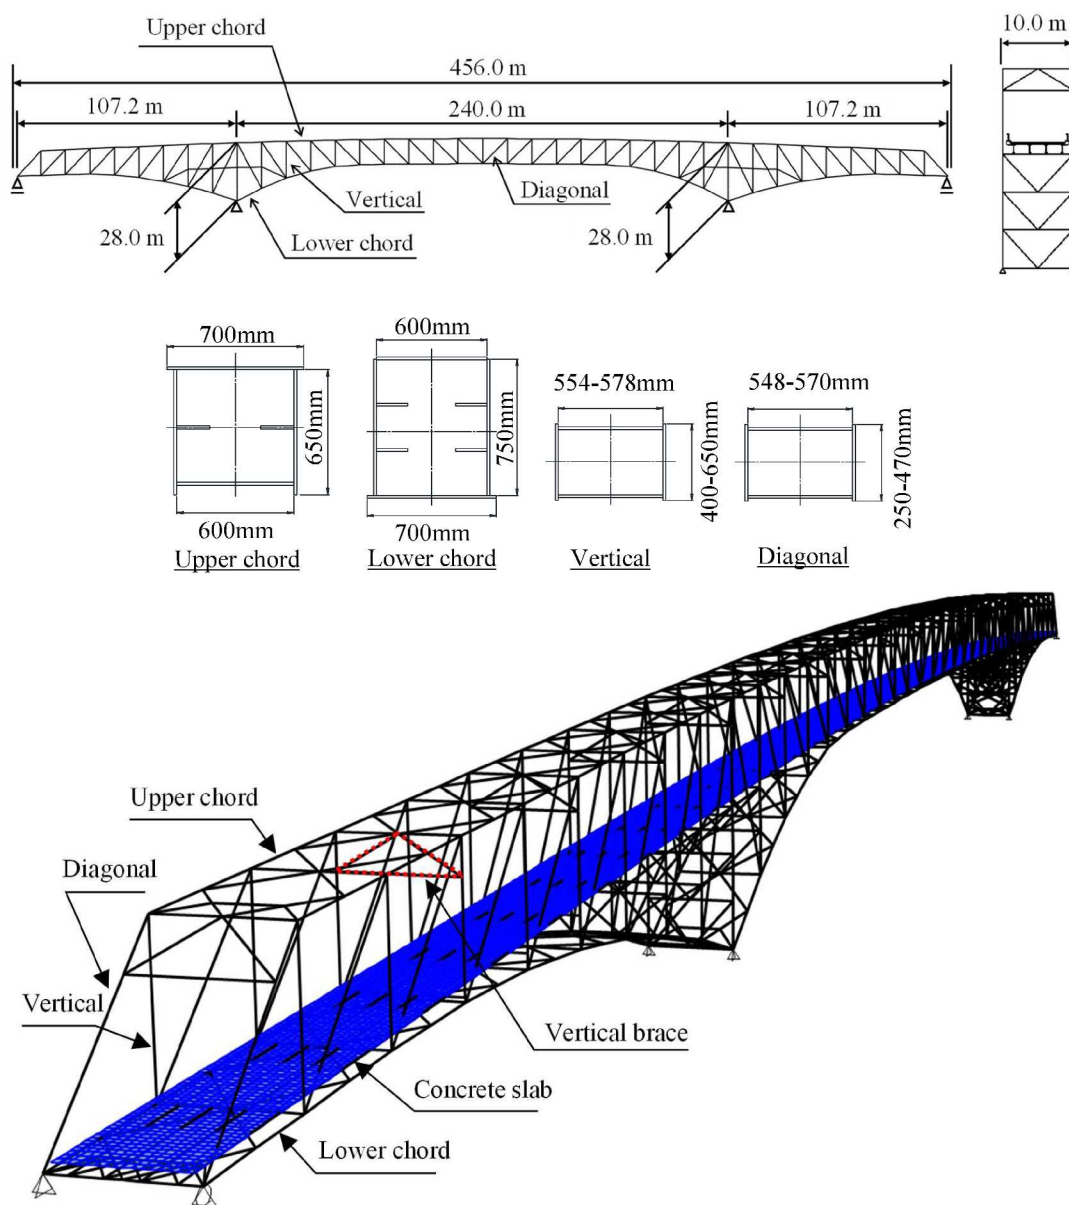 Upper chord
10.0 m
456.0 m
107.2 m
240.0 m
107.2 m
Vertical
Diagonal
28.0 m
Lower chord
28.0 m
700mm
600mm
554-578mm
548-570mm
650mm
750mm
400-650mm
250-470mm
600mm
700mm
Upper chord
Lower chord
Vertical
Diagonal
Upper chord
Diagonal
Vertical
Vertical brace
Concrete slab
Lower chord